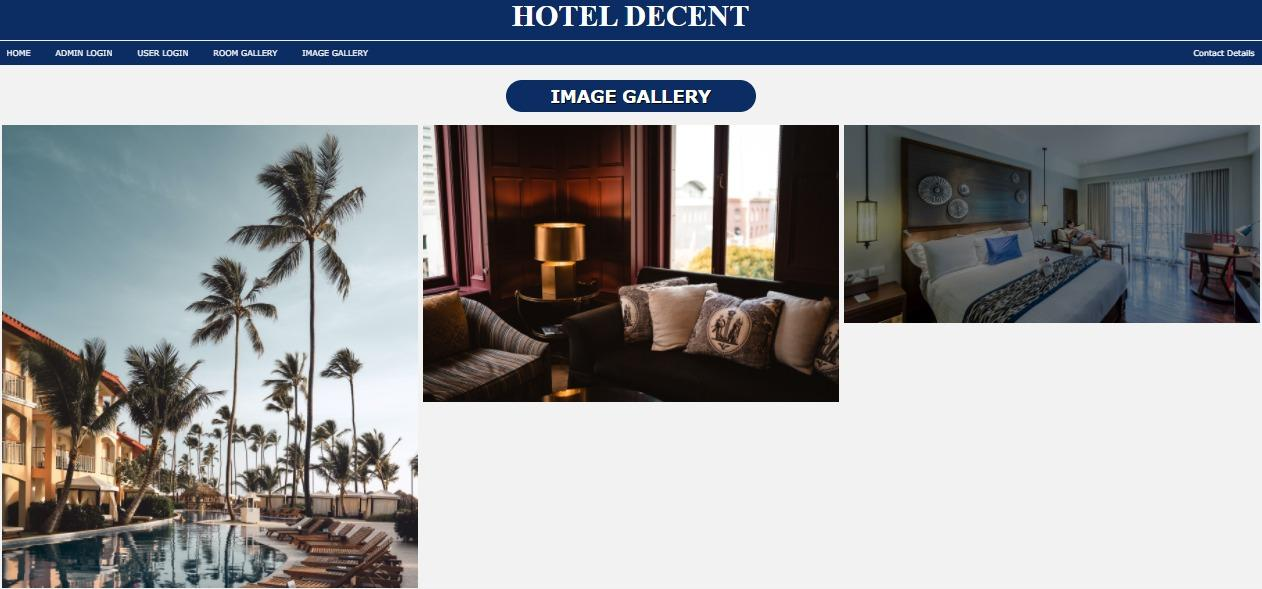 HOTEL DECENT
HOME ADMIN LOGIN USER LOGIN ROOM GALLERY IMAGE GALLERY Contact Details
IMAGE GALLERY